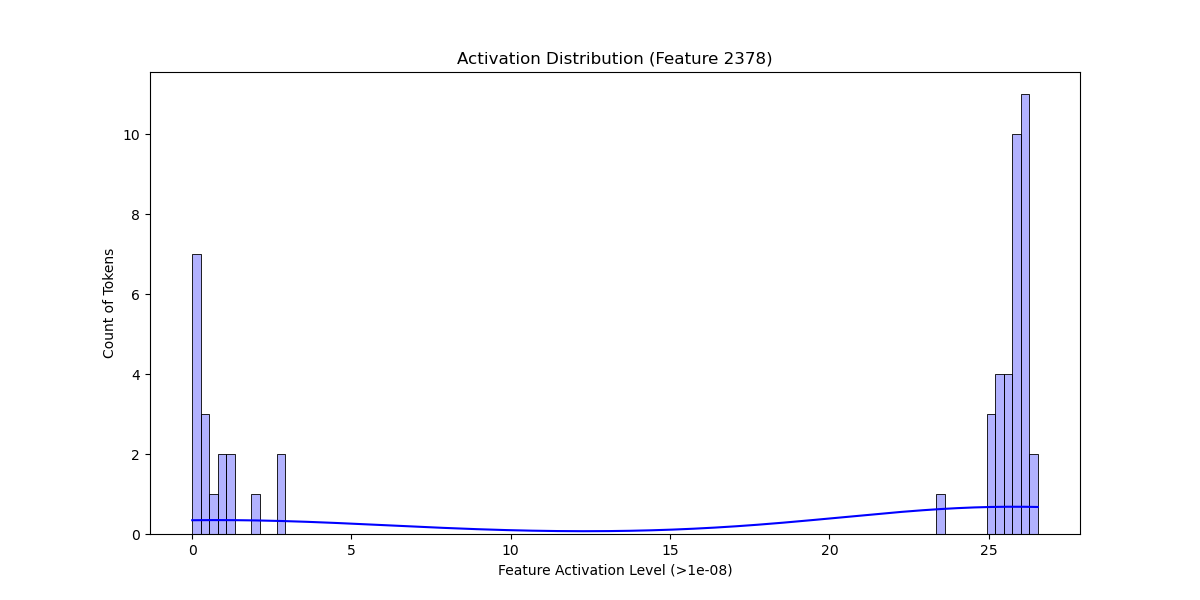 Activation Distribution (Feature 2378)
10
8
6
4
2
0
Count of Tokens
0 5 10 15 20 25
Feature Activation Level (>1e-08)